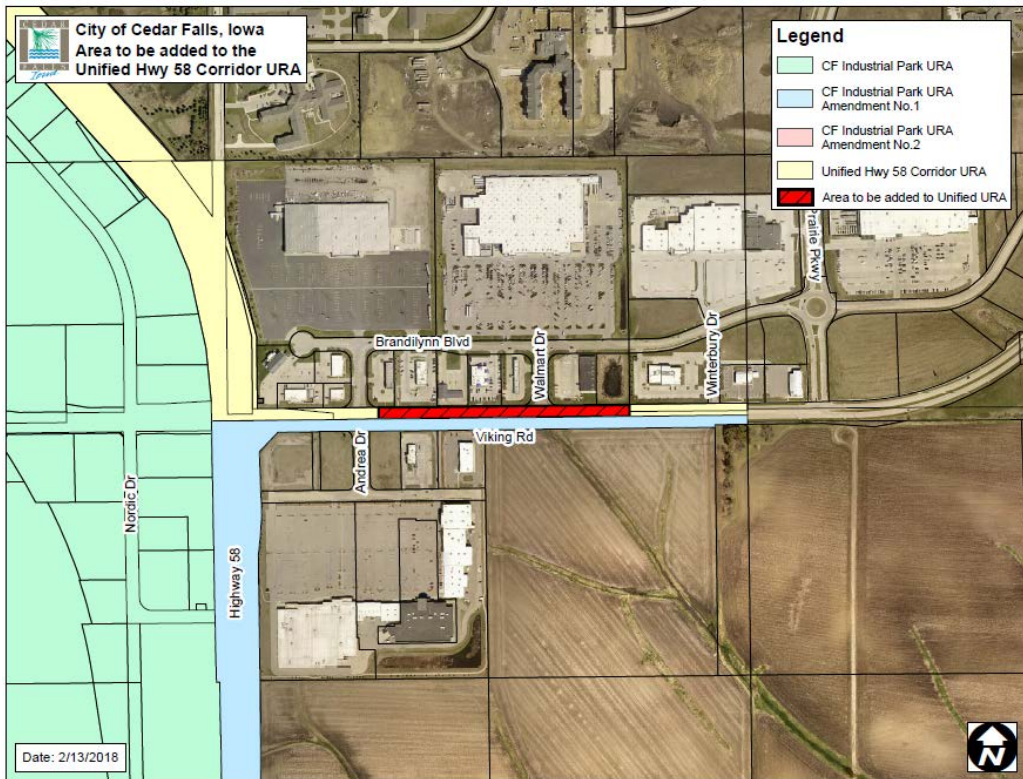 CEDAR
FALLS
Iowa
City of Cedar Falls, Iowa
Area to be added to the
Unified Hwy 58 Corridor URA
Legend
CF Industrial Park URA
CF Industrial Park URA
Amendment No.1
CF Industrial Park URA
Amendment No.2
Unified Hwy 58 Corridor URA
Area to be added to Unified URA
Prairie Pkwy
Brandilynn Blvd
Walmart Dr
Winterbury Dr
Viking Rd
Andrea Dr
Nordic Dr
Highway 58
Date: 2/13/2018
N